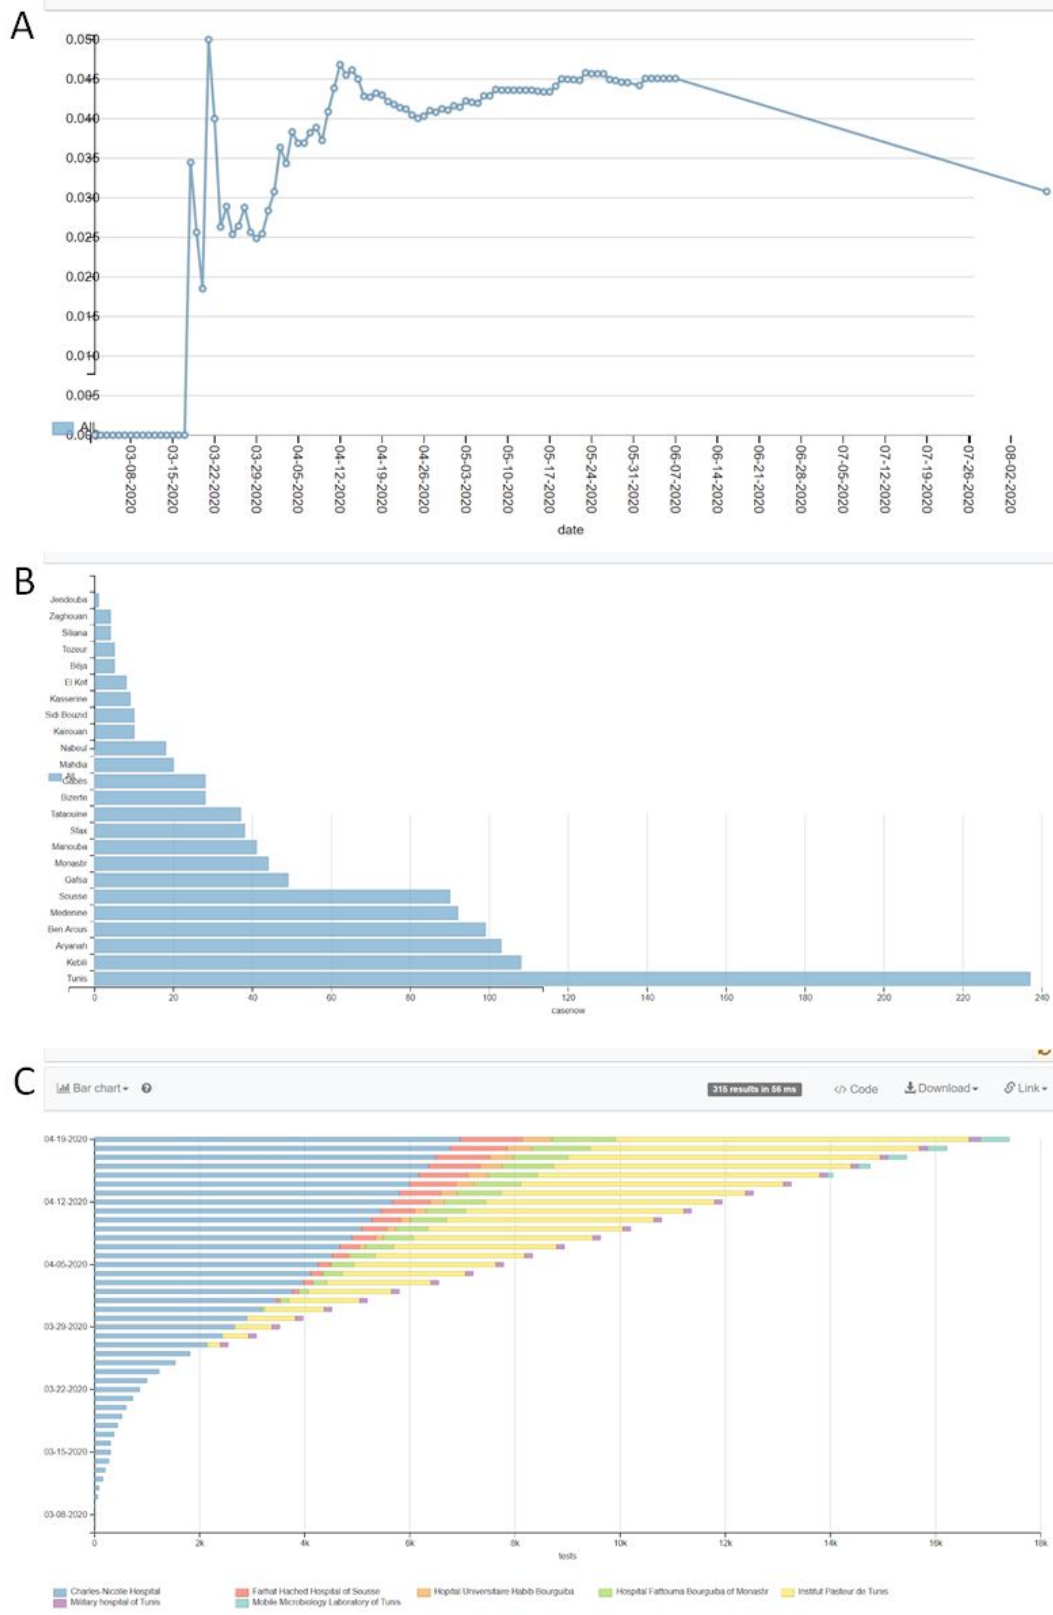 A
0.050
0.045
0.040
0.035
0.030
0.025
0.020
0.015
0.010
0.005
0.00
All
03-08-2020
03-15-2020
03-22-2020
03-29-2020
04-05-2020
04-12-2020
04-19-2020
04-26-2020
05-03-2020
05-10-2020
05-17-2020
05-24-2020
05-31-2020
06-07-2020
06-14-2020
06-21-2020
06-28-2020
07-05-2020
07-12-2020
07-19-2020
07-26-2020
08-02-2020
date
B
Jendouba
Zaghouan
Siliana
Tozeur
Béja
El Kef
Kasserine
Sidi Bouzid
Kairouan
Nabeul
Mahdia
All
Gabès
Bizerte
Tataouine
Sfax
Manouba
Monastir
Gafsa
Sousse
Medenine
Ben Arous
Aryanah
Kebili
Tunis
0 20 40 60 80 100 120 140 160 180 200 220 240
casenow
C
Bar chart
315 results in 56 ms
</> Code
Download
Link
04-19-2020
04-12-2020
04-05-2020
03-29-2020
03-22-2020
03-15-2020
03-08-2020
0 2k 4k 6k 8k 10k 12k 14k 16k 18k
tests
Charles-Nicolle Hospital Farhat Hached Hospital of Sousse Hopital Universitaire Habib Bourguiba Hospital Fattouma Bourguiba of Monastir Institut Pasteur de Tunis
Military hospital of Tunis Mobile Microbiology Laboratory of Tunis